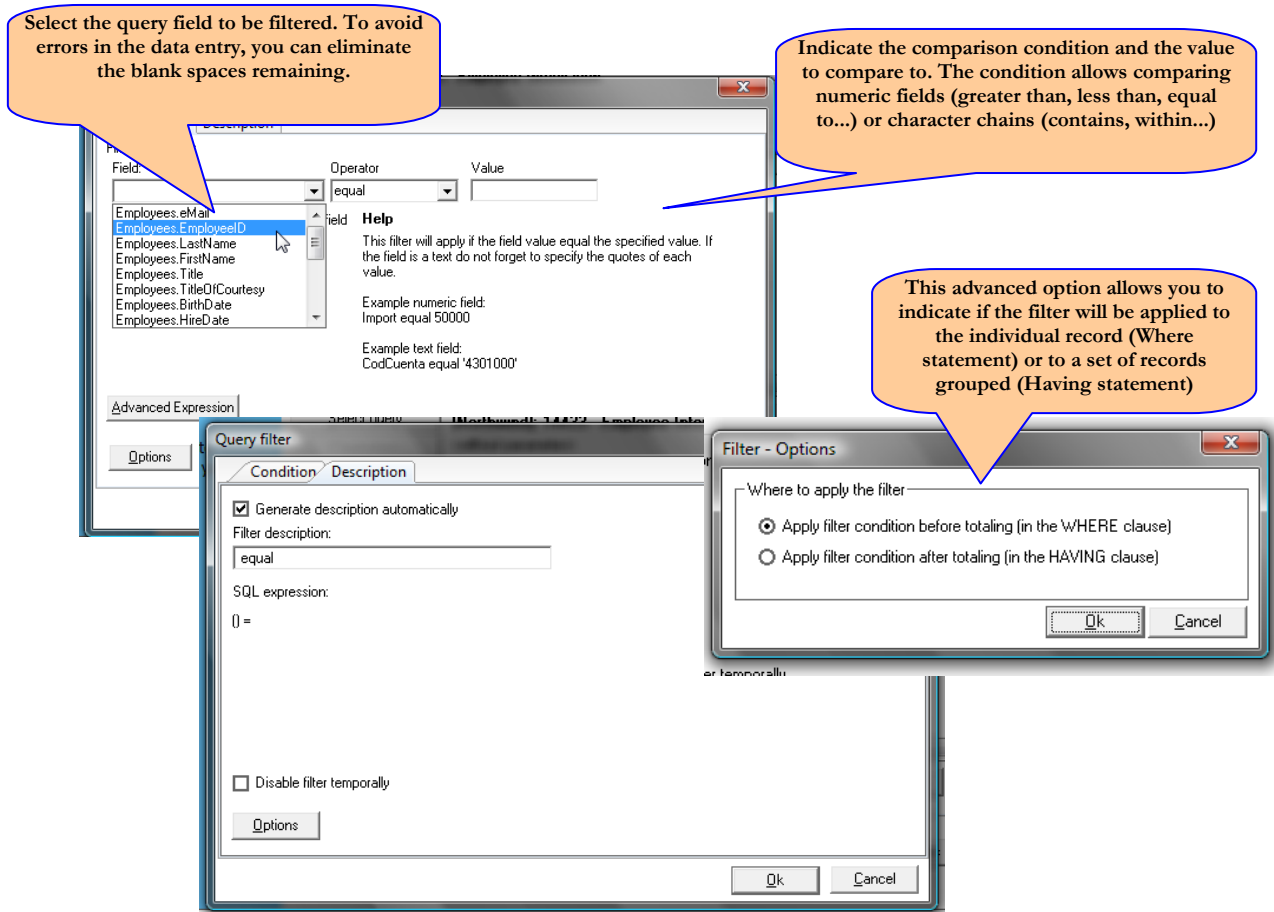 Select the query field to be filtered. To avoid
errors in the data entry, you can eliminate
the blank spaces remaining.
Indicate the comparison condition and the value
to compare to. The condition allows comparing
numeric fields (greater than, less than, equal
to...) or character chains (contains, within...)
Description
Field:
Operator
Value
equal
Employees.eMail
Employees.EmployeeID
Employees.LastName
Employees.FirstName
Employees.Title
Employees.TitleOfCourtesy
Employees.BirthDate
Employees.HireDate
field
Help
This filter will apply if the field value equal the specified value. If
the field is a text do not forget to specify the quotes of each
value.
Example numeric field:
Import equal 50000
Example text field:
CodCuenta equal '4301000'
This advanced option allows you to
indicate if the filter will be applied to
the individual record (Where
statement) or to a set of records
grouped (Having statement)
Advanced Expression
Options
Select query
Query filter
Condition
Description
Generate description automatically
Filter description:
equal
SQL expression:
() =
Disable filter temporally
Options
Ok
Cancel
Filter - Options
Where to apply the filter
Apply filter condition before totaling (in the WHERE clause)
Apply filter condition after totaling (in the HAVING clause)
Ok
Cancel
temporally